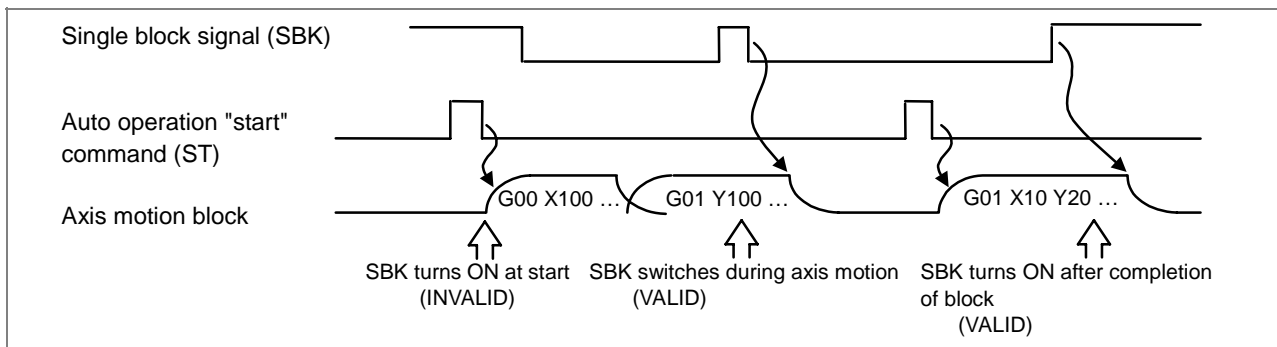 Single block signal (SBK)
Auto operation "start"
command (ST)
Axis motion block
G00 X100 …
G01 Y100 …
G01 X10 Y20 …
SBK turns ON at start
(INVALID)
SBK switches during axis motion
(VALID)
SBK turns ON after completion
of block
(VALID)